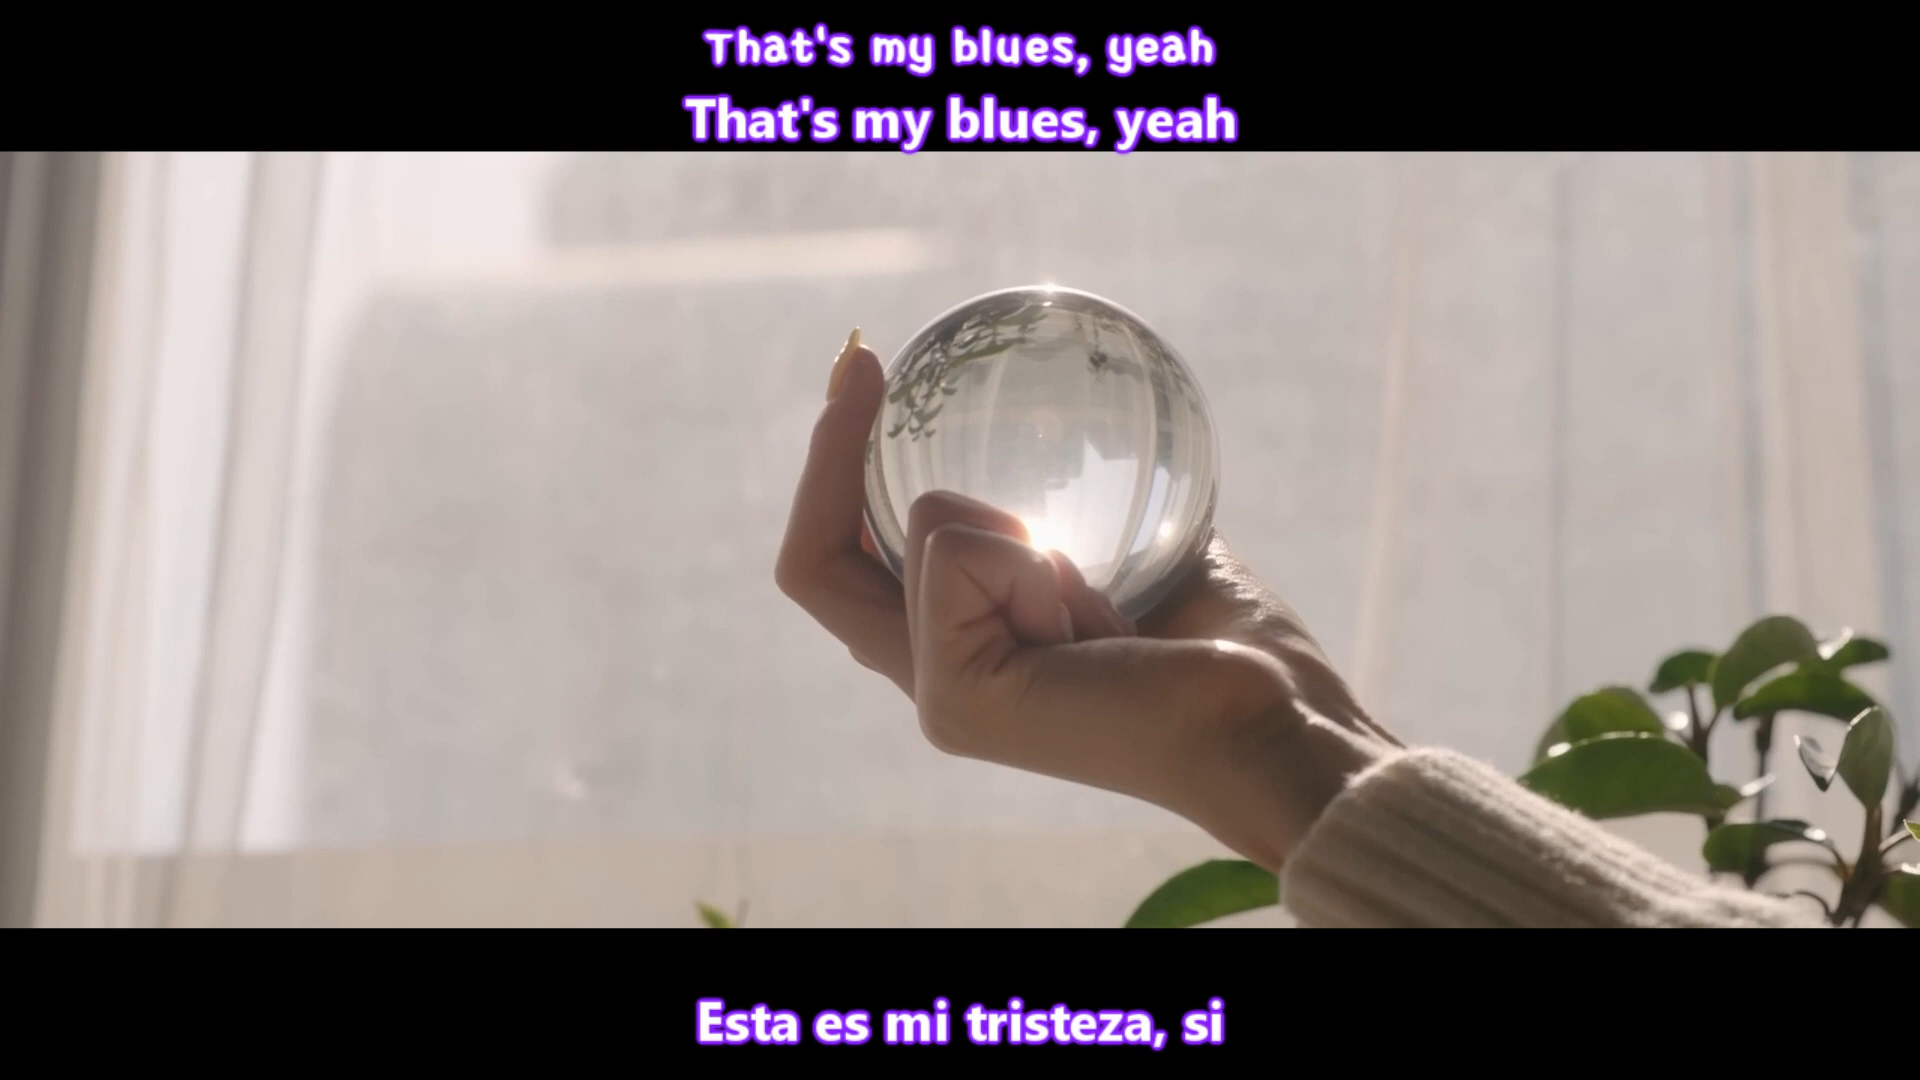 That's my blues, yeah
That's my blues, yeah
Esta es mi tristeza, si